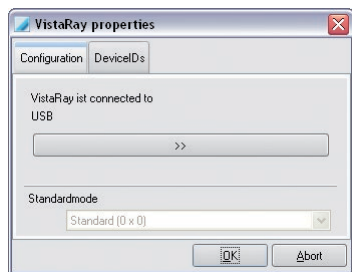 VistaRay properties
Configuration DeviceIDs
VistaRay ist connected to
USB
>>
Standardmode
Standard (0 x 0)
OK Abort